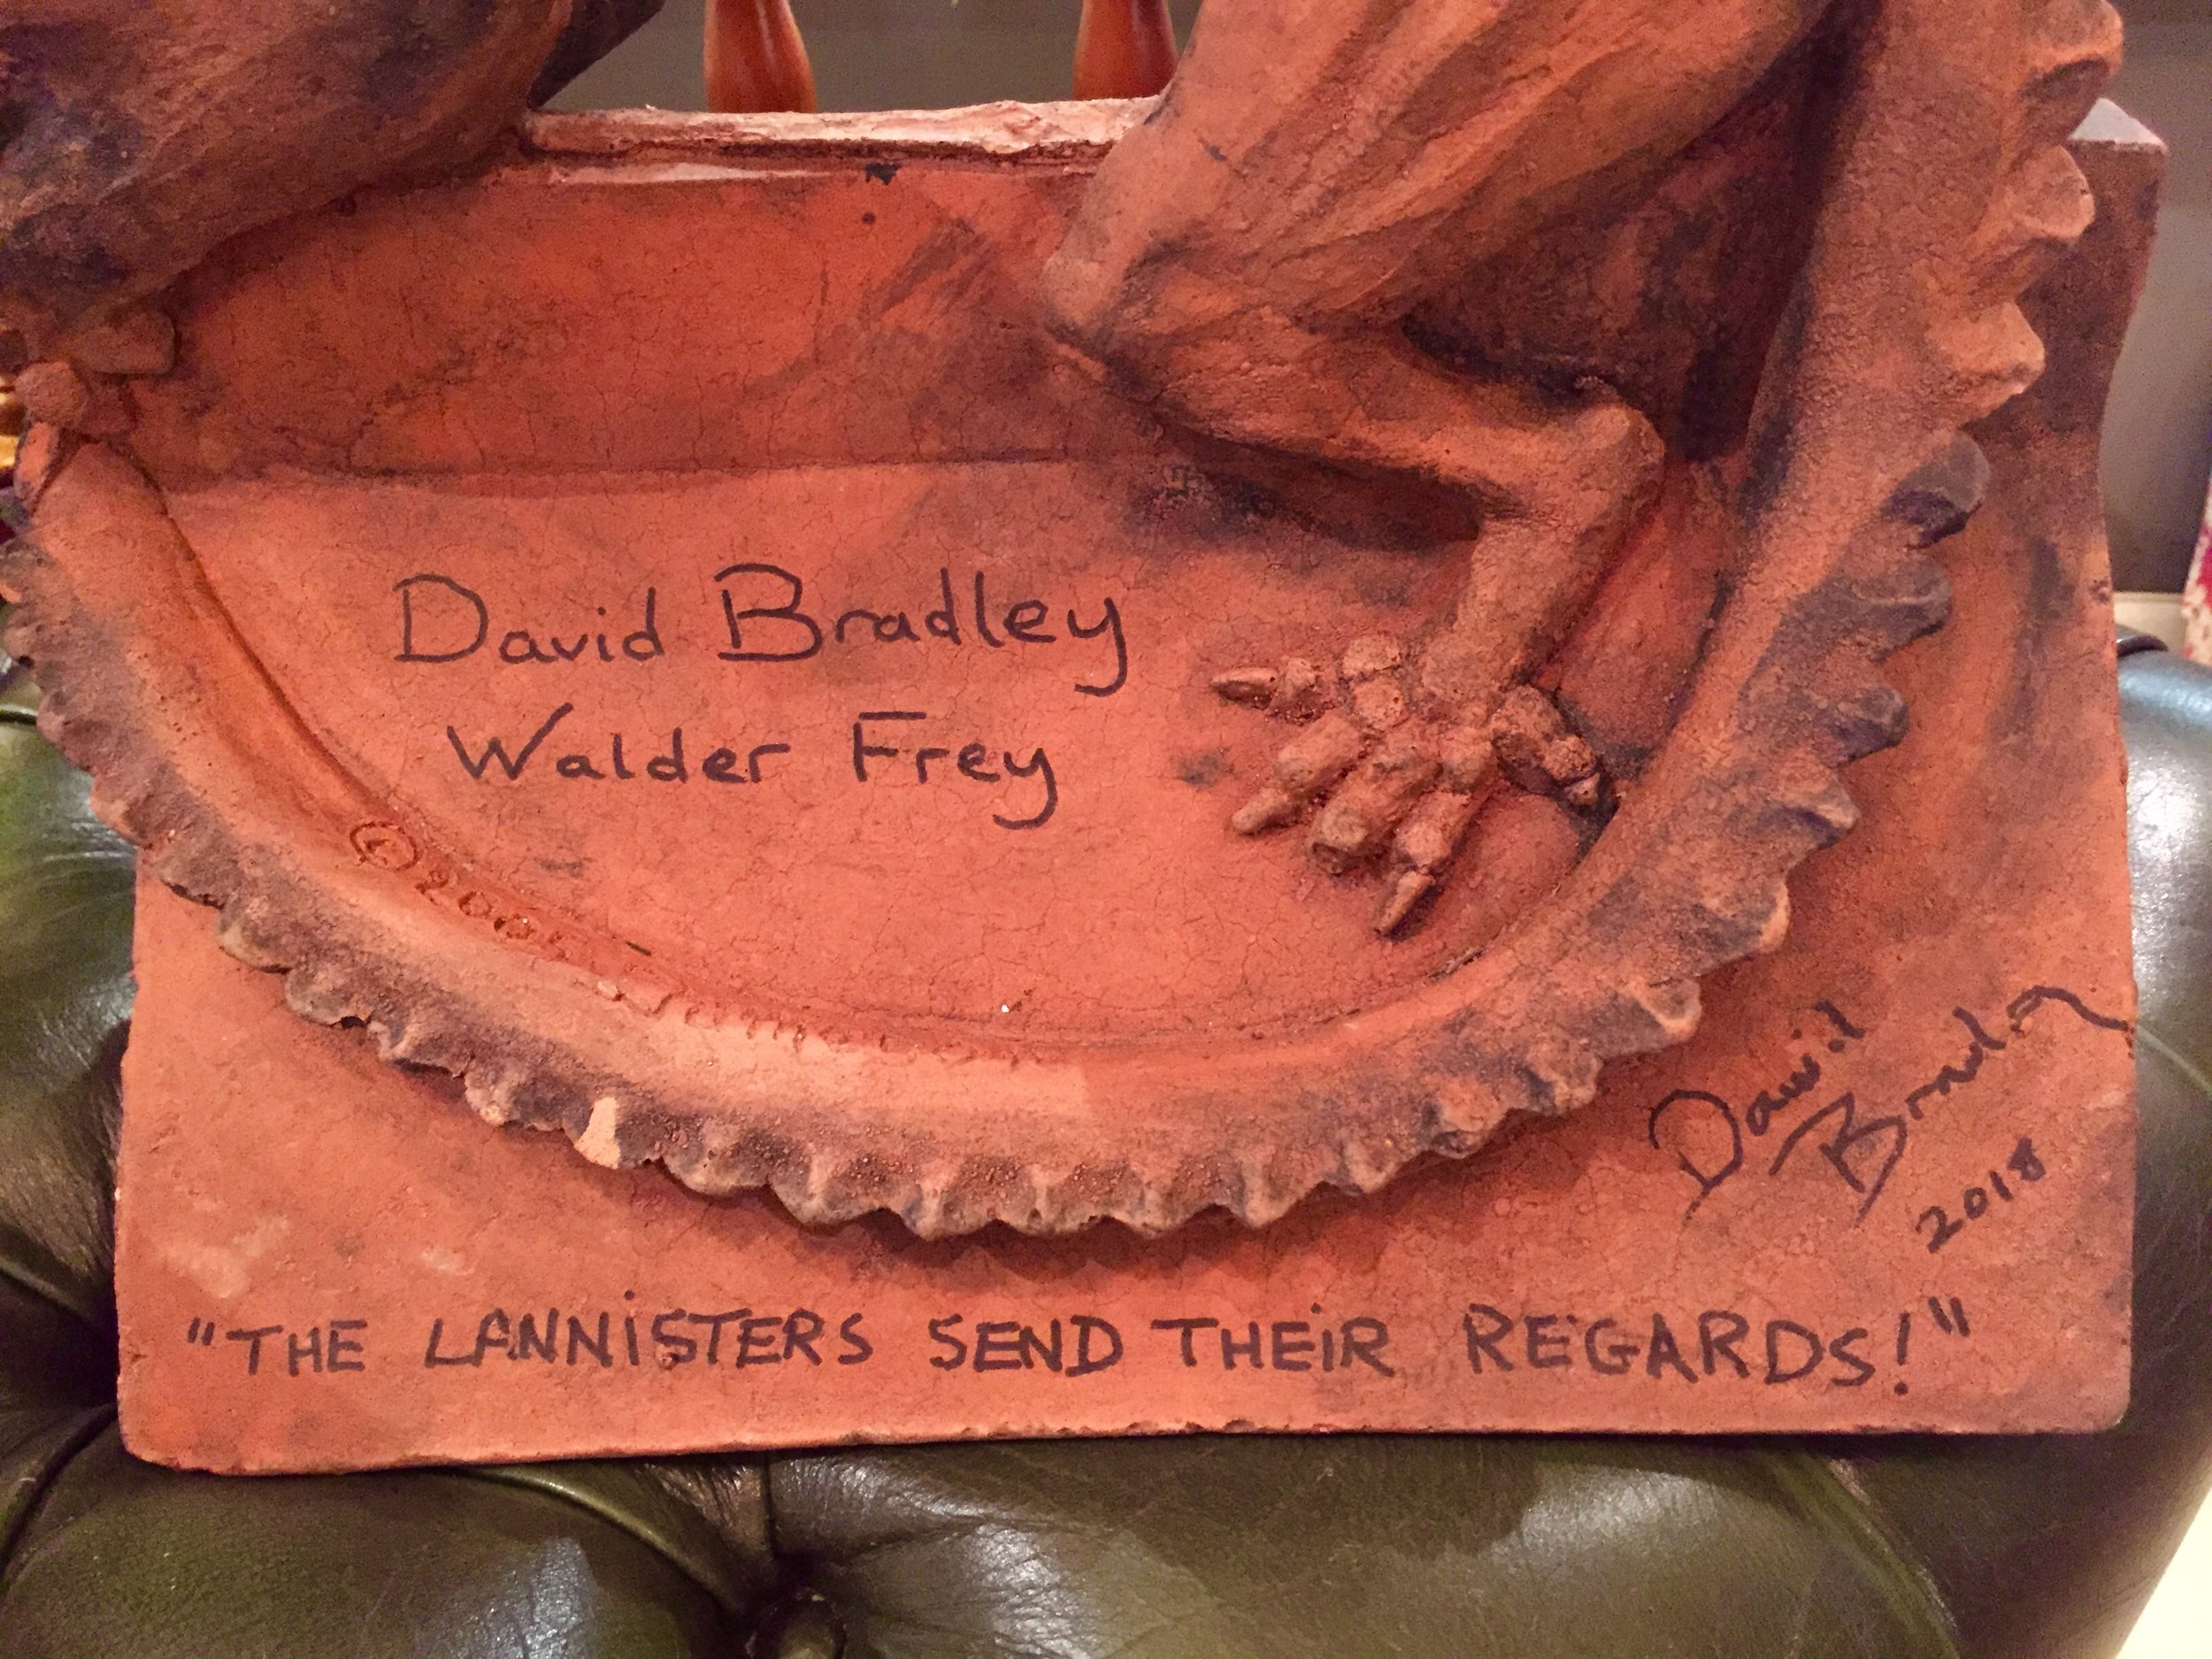 David Bradley
Walder Frey
David
Bradley
2018
"THE LANNiSTERS SEND THEiR REGARDS!"